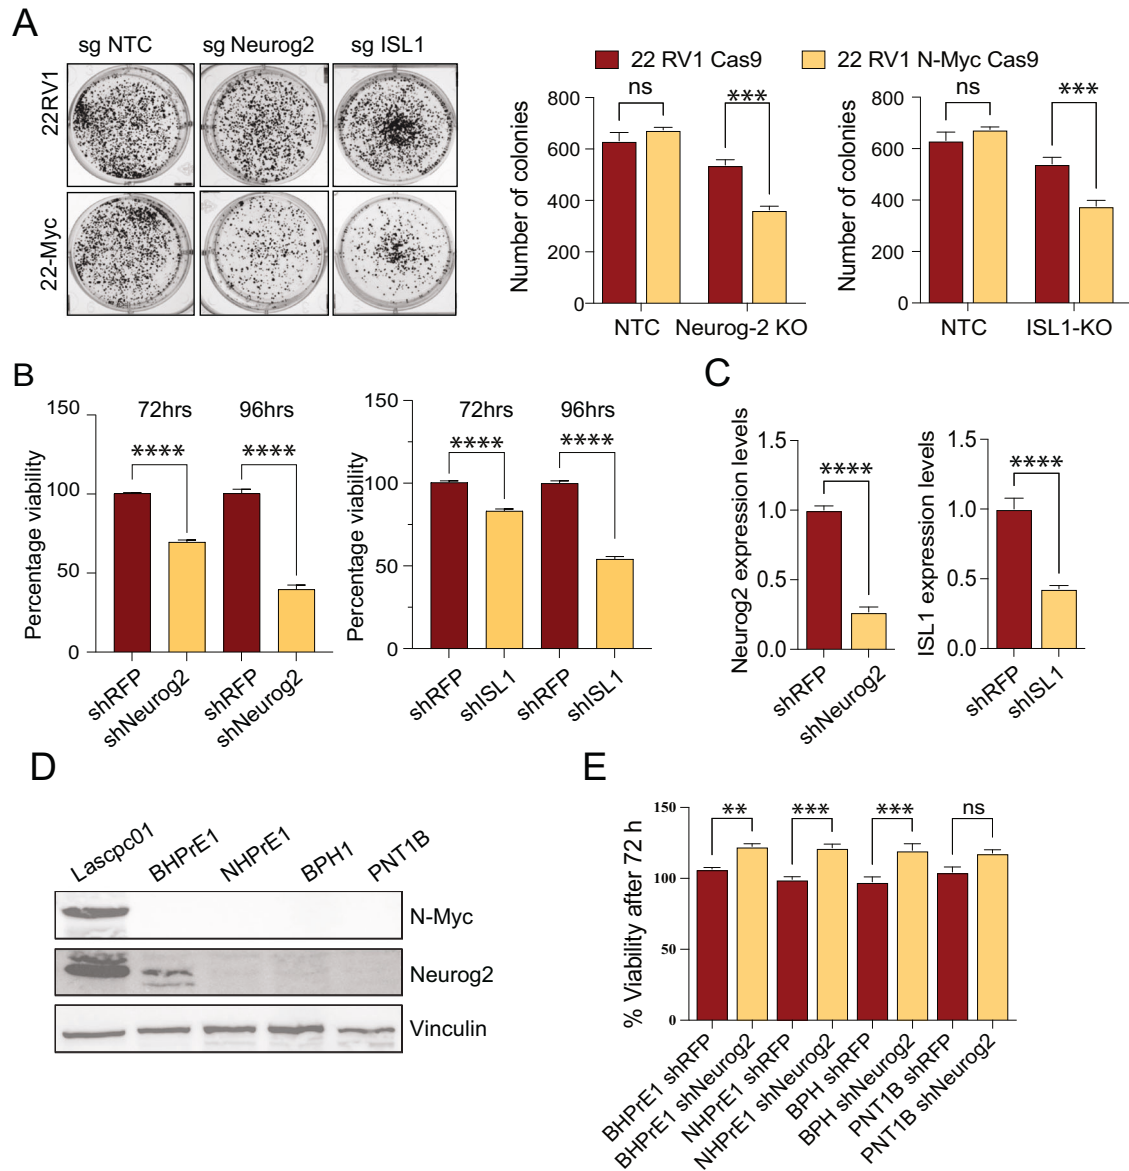 A
sg NTC
sg Neurog2
sg ISL1
22RV1
22-Myc
22 RV1 Cas9
22 RV1 N-Myc Cas9
Number of colonies
800
600
400
200
0
ns
***
NTC
Neurog-2 KO
Number of colonies
800
600
400
200
0
ns
***
NTC
ISL1-KO
B
Percentage viability
150
100
50
0
72hrs
96hrs
****
****
shRFP
shNeurog2
shRFP
shNeurog2
Percentage viability
150
100
50
0
72hrs
96hrs
****
****
shRFP
shISL1
shRFP
shISL1
C
Neurog2 expression levels
1.5
1.0
0.5
0.0
****
shRFP
shNeurog2
ISL1 expression levels
1.5
1.0
0.5
0.0
****
shRFP
shISL1
D
Lascpc01
BHPrE1
NHPrE1
BPH1
PNT1B
N-Myc
Neurog2
Vinculin
E
% Viability after 72 h
150
100
50
0
**
***
***
ns
BHPrE1 shRFP
BHPrE1 shNeurog2
NHPrE1 shRFP
NHPrE1 shNeurog2
BPH shRFP
BPH shNeurog2
PNT1B shRFP
PNT1B shNeurog2